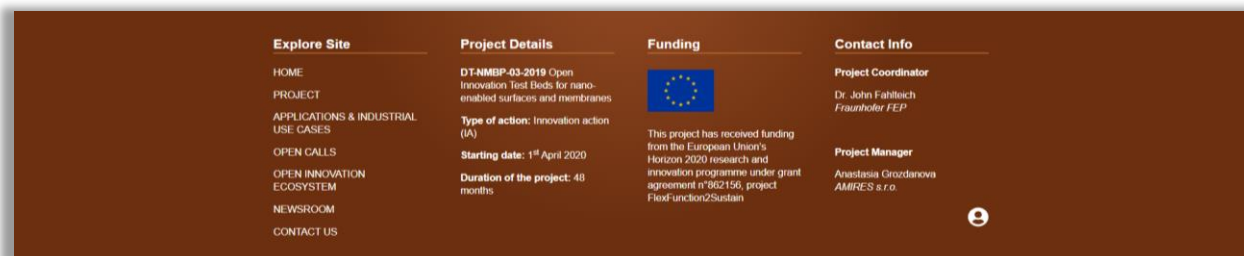 Explore Site
HOME
PROJECT
APPLICATIONS & INDUSTRIAL
USE CASES
OPEN CALLS
OPEN INNOVATION
ECOSYSTEM
NEWSROOM
CONTACT US
Project Details
DT-NMBP-03-2019 Open
Innovation Test Beds for nano-
enabled surfaces and membranes
Type of action: Innovation action
(IA)
Starting date: 1st April 2020
Duration of the project: 48
months
Funding
This project has received funding
from the European Union's
Horizon 2020 research and
innovation programme under grant
agreement n°862156, project
FlexFunction2Sustain
Contact Info
Project Coordinator
Dr. John Fahlteich
Fraunhofer FEP
Project Manager
Anastasia Grozdanova
AMIRES s.r.o.